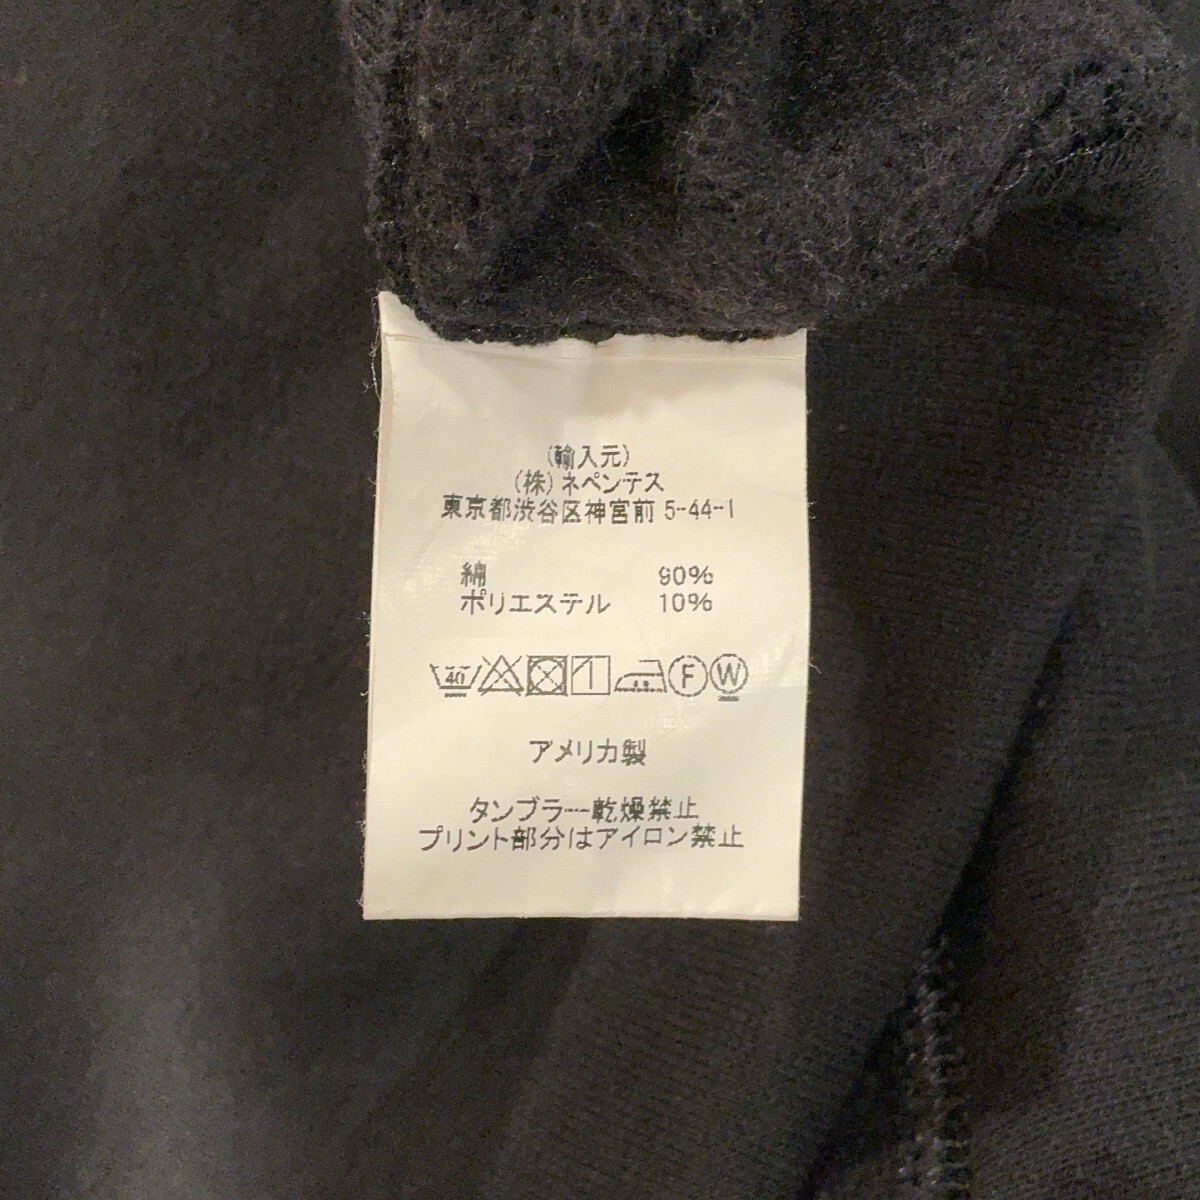 (輸入元)
(株)ネペンテス
東京都渋谷区神宮前 5-44-1
綿 90%
ポリエステル 10%
40 F W
アメリカ製
タンブラー乾燥禁止
プリント部分はアイロン禁止